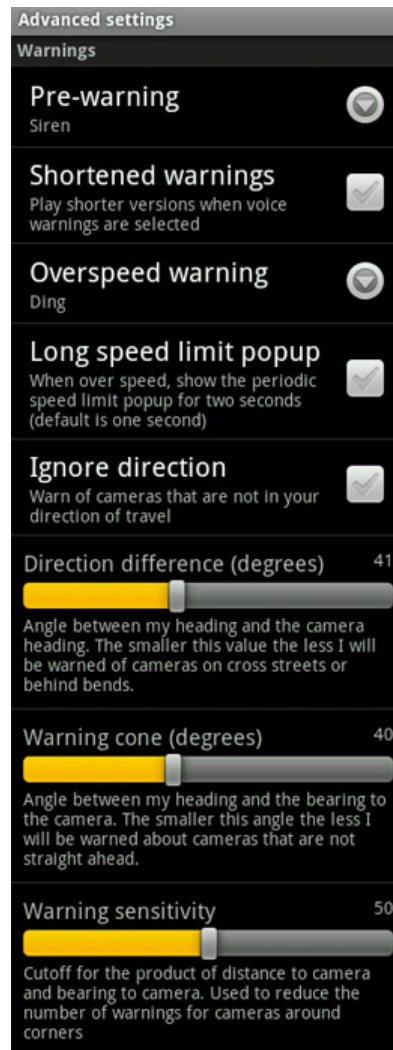 Advanced settings
Warnings
Pre-warning
Siren
Shortened warnings
Play shorter versions when voice
warnings are selected
Overspeed warning
Ding
Long speed limit popup
When over speed, show the periodic
speed limit popup for two seconds
(default is one second)
Ignore direction
Warn of cameras that are not in your
direction of travel
Direction difference (degrees) 41
Angle between my heading and the camera
heading. The smaller this value the less I will
be warned of cameras on cross streets or
behind bends.
Warning cone (degrees) 40
Angle between my heading and the bearing to
the camera. The smaller this angle the less I
will be warned about cameras that are not
straight ahead.
Warning sensitivity 50
Cutoff for the product of distance to camera
and bearing to camera. Used to reduce the
number of warnings for cameras around
corners